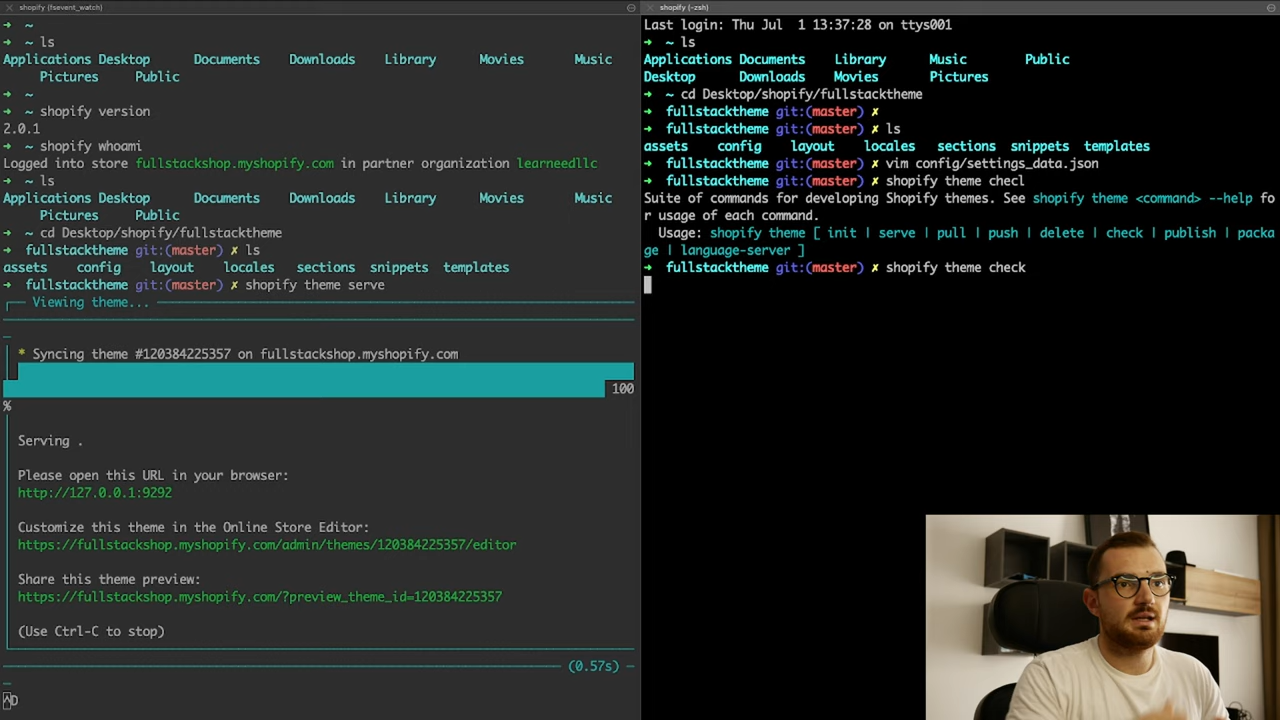 shopify (fsevent_watch)
➜ ~
➜ ~ ls
Applications Desktop Documents Downloads Library Movies Music
Pictures Public
➜ ~
➜ ~ shopify version
2.0.1
➜ ~ shopify whoami
Logged into store fullstackshop.myshopify.com in partner organization learneedllc
➜ ~ ls
Applications Desktop Documents Downloads Library Movies Music
Pictures Public
➜ ~ cd Desktop/shopify/fullstacktheme
➜ fullstacktheme git:(master) ✗ ls
assets config layout locales sections snippets templates
➜ fullstacktheme git:(master) ✗ shopify theme serve
Viewing theme...
* Syncing theme #120384225357 on fullstackshop.myshopify.com
100
%
Serving .
Please open this URL in your browser:
http://127.0.0.1:9292
Customize this theme in the Online Store Editor:
https://fullstackshop.myshopify.com/admin/themes/120384225357/editor
Share this theme preview:
https://fullstackshop.myshopify.com/?preview_theme_id=120384225357
(Use Ctrl-C to stop)
(0.57s)
^D
shopify (-zsh)
Last login: Thu Jul  1 13:37:28 on ttys001
➜ ~ ls
Applications Documents Library Music Public
Desktop Downloads Movies Pictures
➜ ~ cd Desktop/shopify/fullstacktheme
➜ fullstacktheme git:(master) ✗
➜ fullstacktheme git:(master) ✗ ls
assets config layout locales sections snippets templates
➜ fullstacktheme git:(master) ✗ vim config/settings_data.json
➜ fullstacktheme git:(master) ✗ shopify theme checl
Suite of commands for developing Shopify themes. See shopify theme <command> --help fo
r usage of each command.
Usage: shopify theme [ init | serve | pull | push | delete | check | publish | packa
ge | language-server ]
➜ fullstacktheme git:(master) ✗ shopify theme check